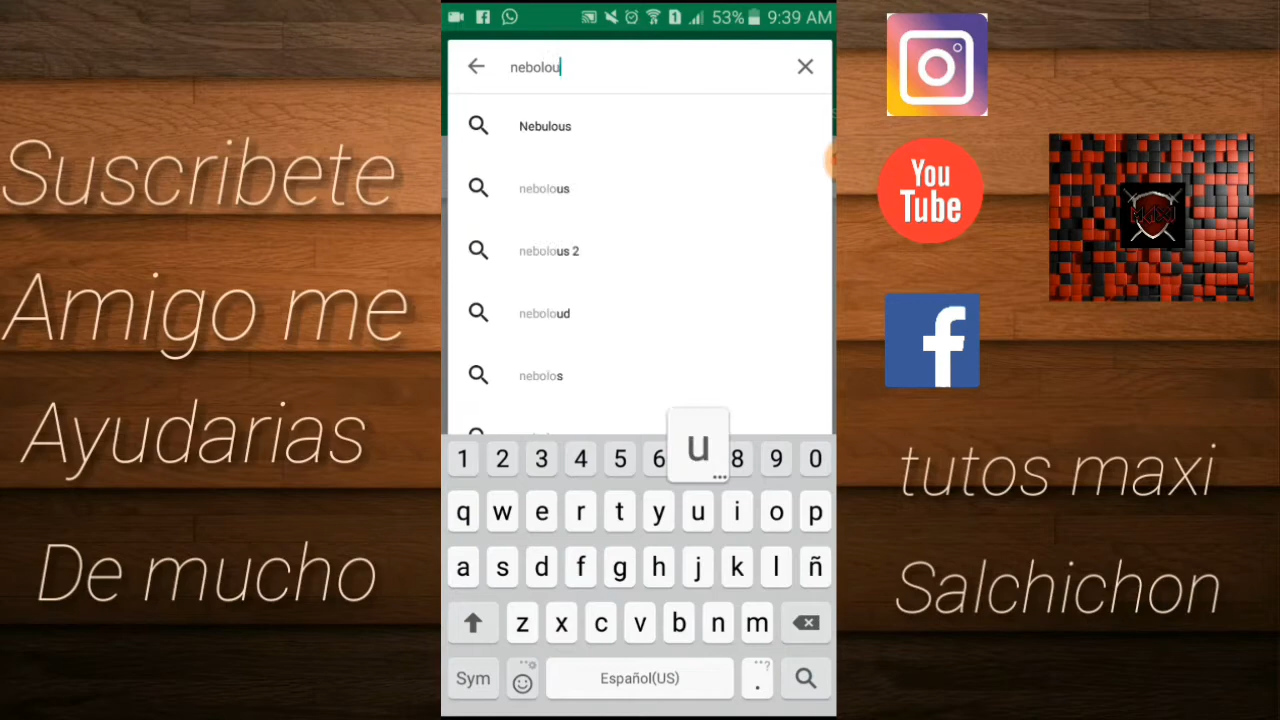 Suscribete
Amigo me
Ayudarias
De mucho
53% 9:39 AM
nebolou
Nebulous
nebolous
nebolous 2
neboloud
nebolos
u
1 2 3 4 5 6 8 9 0
q w e r t y u i o p
a s d f g h j k l ñ
z x c v b n m
Sym Español(US) . ?
You
Tube
f
tutos maxi
Salchichon